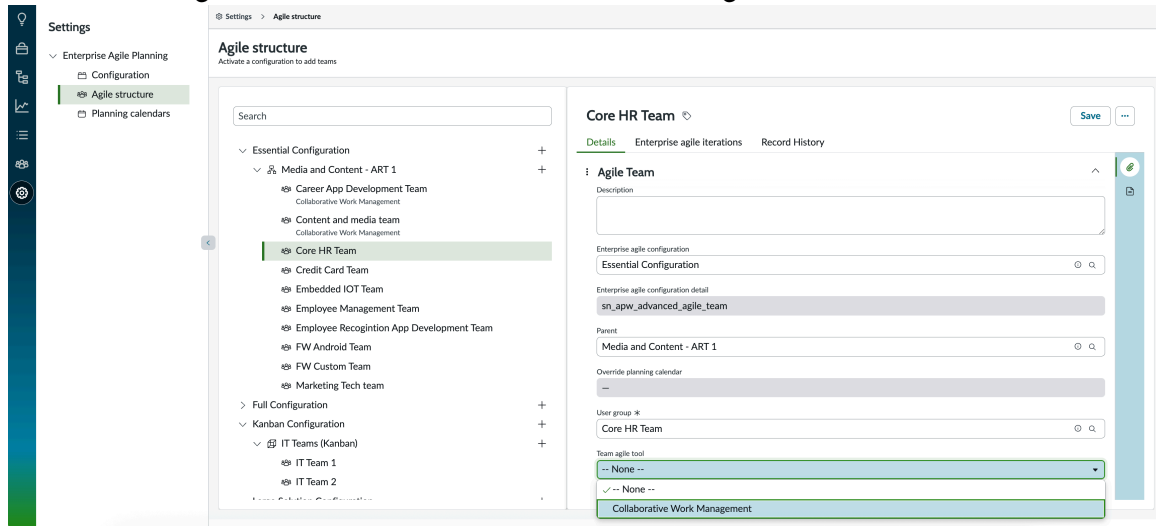 Settings
Enterprise Agile Planning
Configuration
Agile structure
Planning calendars
Settings > Agile structure
Agile structure
Activate a configuration to add teams
Search
Essential Configuration
Media and Content - ART 1
Career App Development Team
Collaborative Work Management
Content and media team
Collaborative Work Management
Core HR Team
Credit Card Team
Embedded IOT Team
Employee Management Team
Employee Recogintion App Development Team
FW Android Team
FW Custom Team
Marketing Tech team
Full Configuration
Kanban Configuration
IT Teams (Kanban)
IT Team 1
IT Team 2
Core HR Team
Save
Details Enterprise agile iterations Record History
Agile Team
Description
Enterprise agile configuration
Essential Configuration
Enterprise agile configuration detail
sn_apw_advanced_agile_team
Parent
Media and Content - ART 1
Override planning calendar
—
User group *
Core HR Team
Team agile tool
-- None --
-- None --
Collaborative Work Management